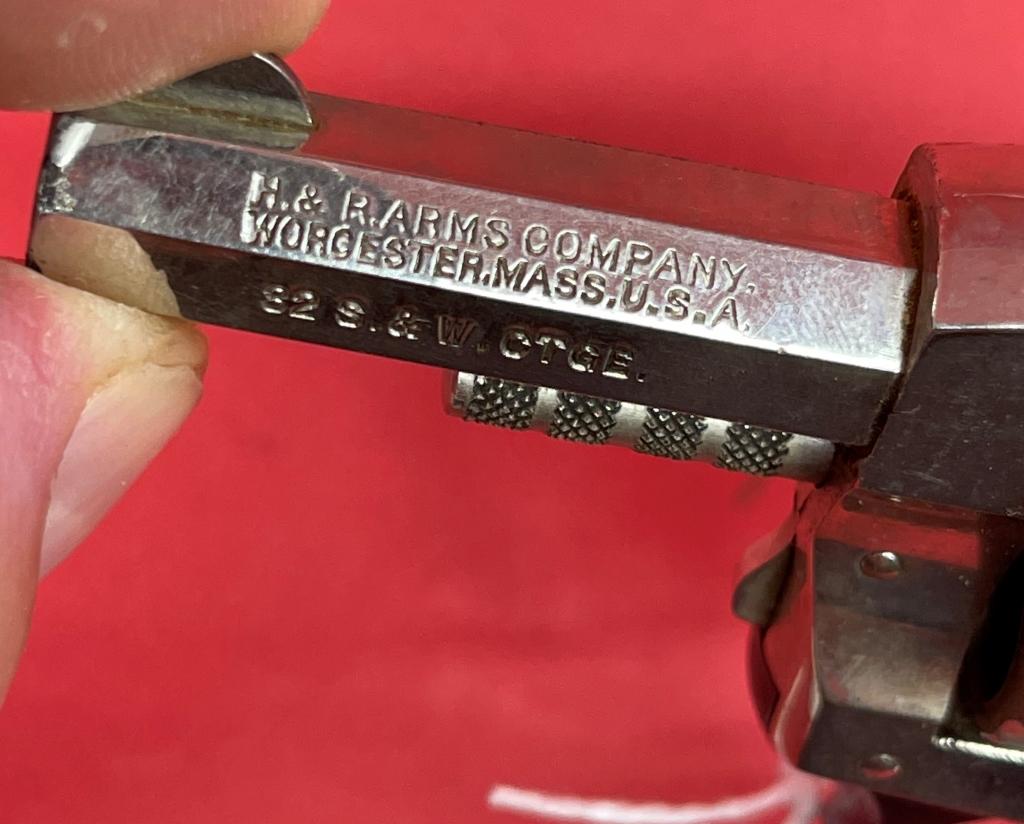 H.& R.ARMS COMPANY.
WORCESTER.MASS.U.S.A.
32 S.&W.CTGE.